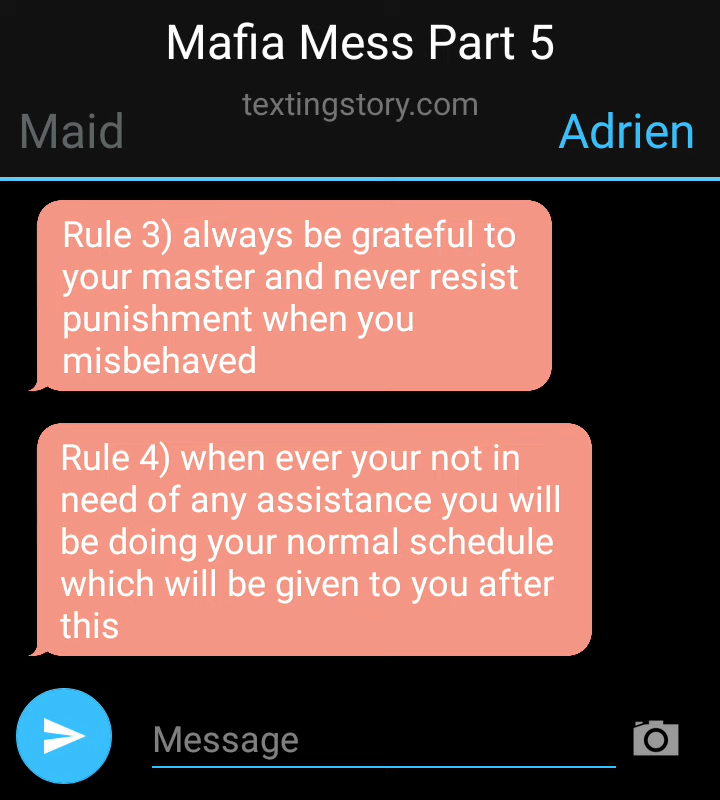 Mafia Mess Part 5
textingstory.com
Maid
Adrien
Rule 3) always be grateful to
your master and never resist
punishment when you
misbehaved
Rule 4) when ever your not in
need of any assistance you will
be doing your normal schedule
which will be given to you after
this
Message